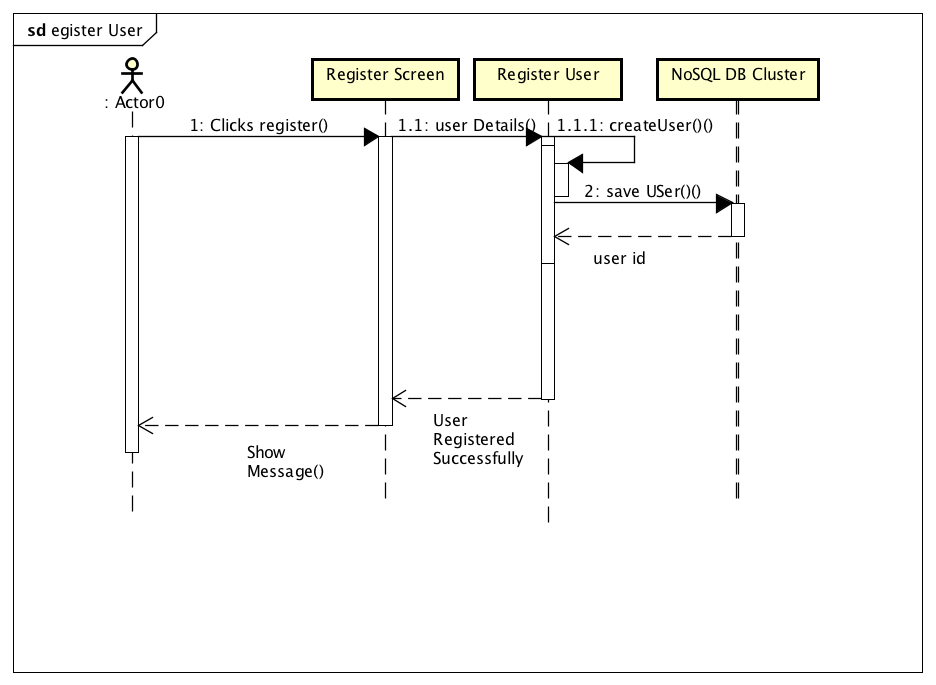 sd egister User
: Actor0
Register Screen
Register User
NoSQL DB Cluster
1: Clicks register()
1.1: user Details()
1.1.1: createUser()()
2: save USer()()
user id
User
Registered
Successfully
Show
Message()